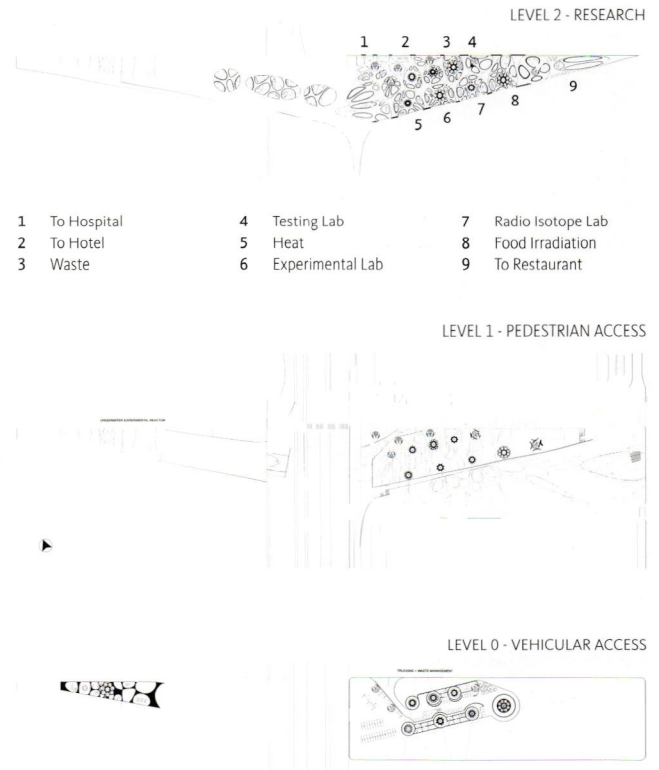 LEVEL 2 - RESEARCH
1 2 3 4
5 6 7 8 9
1 To Hospital
2 To Hotel
3 Waste
4 Testing Lab
5 Heat
6 Experimental Lab
7 Radio Isotope Lab
8 Food Irradiation
9 To Restaurant
LEVEL 1 - PEDESTRIAN ACCESS
UNDERWATER EXPERIMENTAL REACTOR
LEVEL 0 - VEHICULAR ACCESS
TRUCKING + WASTE MANAGEMENT